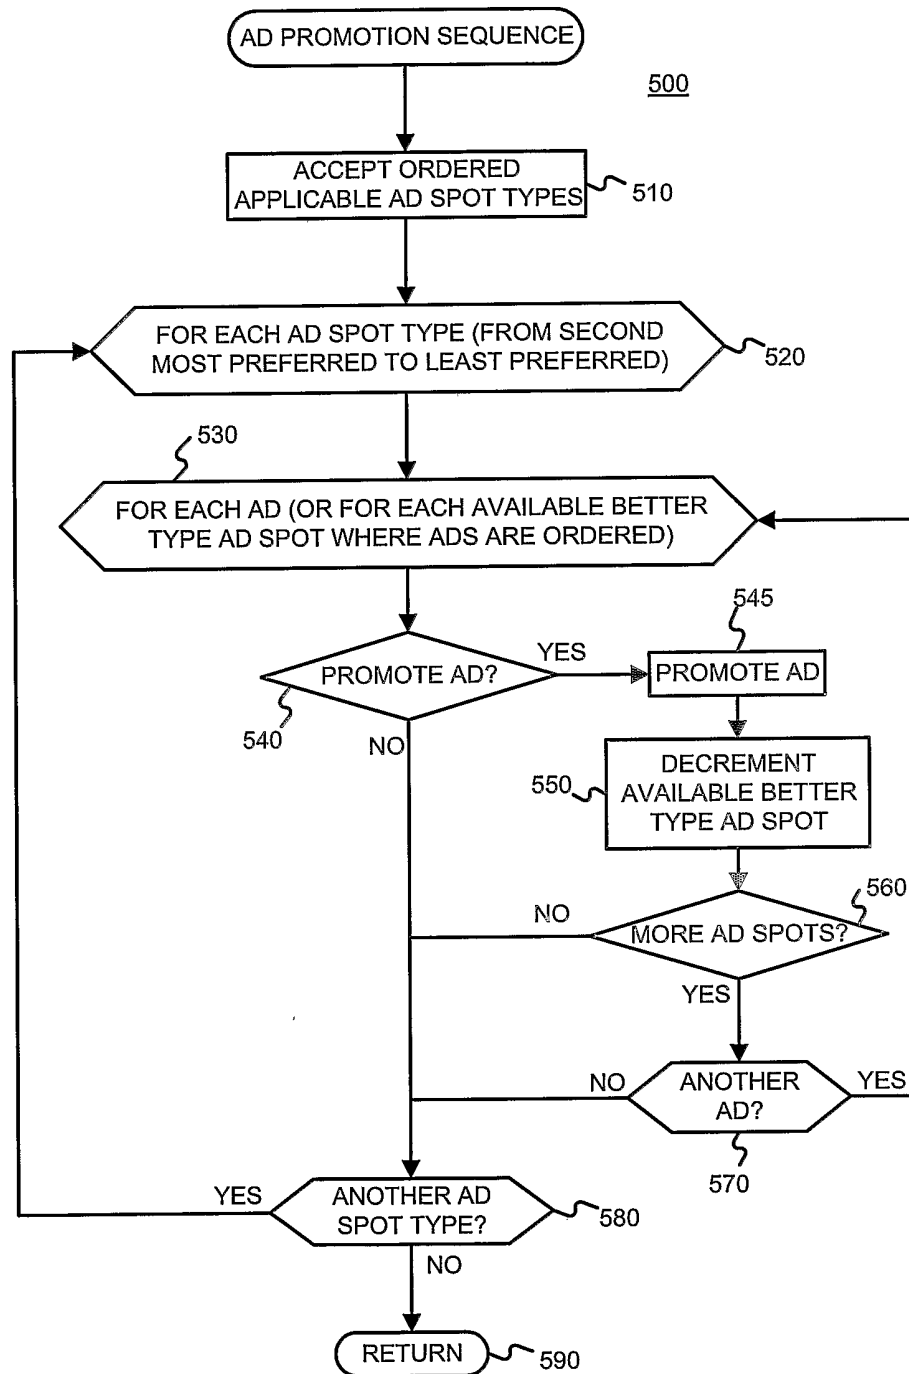 AD PROMOTION SEQUENCE
500
ACCEPT ORDERED
APPLICABLE AD SPOT TYPES
510
FOR EACH AD SPOT TYPE (FROM SECOND
MOST PREFERRED TO LEAST PREFERRED)
520
530
FOR EACH AD (OR FOR EACH AVAILABLE BETTER
TYPE AD SPOT WHERE ADS ARE ORDERED)
545
YES
PROMOTE AD?
PROMOTE AD
540
NO
DECREMENT
AVAILABLE BETTER
TYPE AD SPOT
550
560
NO
MORE AD SPOTS?
YES
NO
ANOTHER
AD?
YES
570
YES
ANOTHER AD
SPOT TYPE?
580
NO
RETURN
590